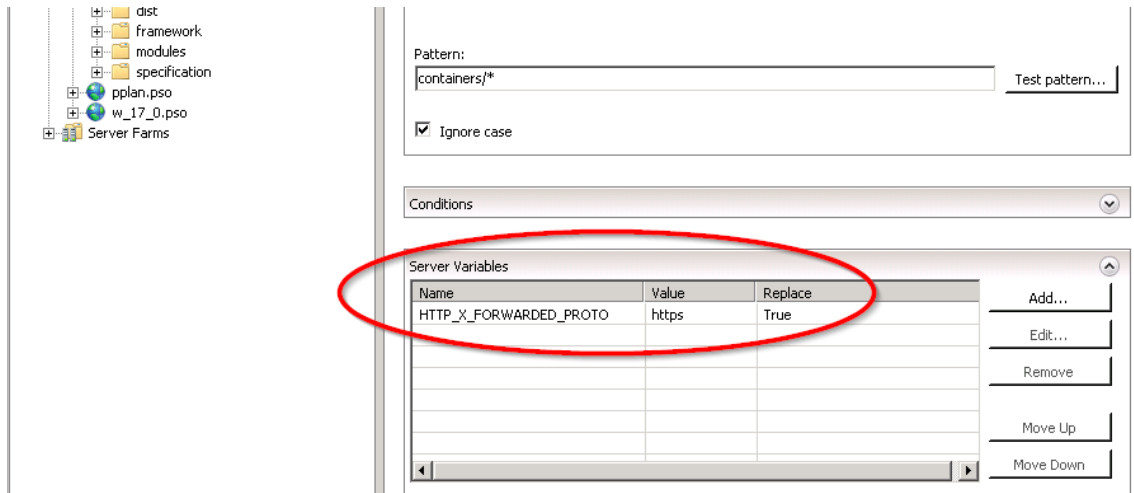 dist
framework
modules
specification
pplan.pso
w_17_0.pso
Server Farms
Pattern:
containers/*
Test pattern...
Ignore case
Conditions
Server Variables
Name Value Replace
HTTP_X_FORWARDED_PROTO https True
Add...
Edit...
Remove
Move Up
Move Down